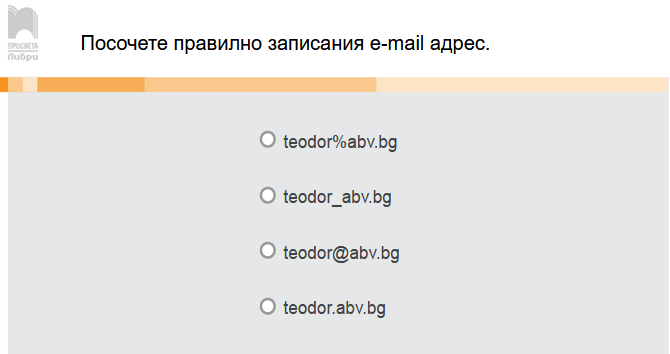 ПРОСВЕТА
Либри
Посочете правилно записания e-mail адрес.
teodor%abv.bg
teodor_abv.bg
teodor@abv.bg
teodor.abv.bg